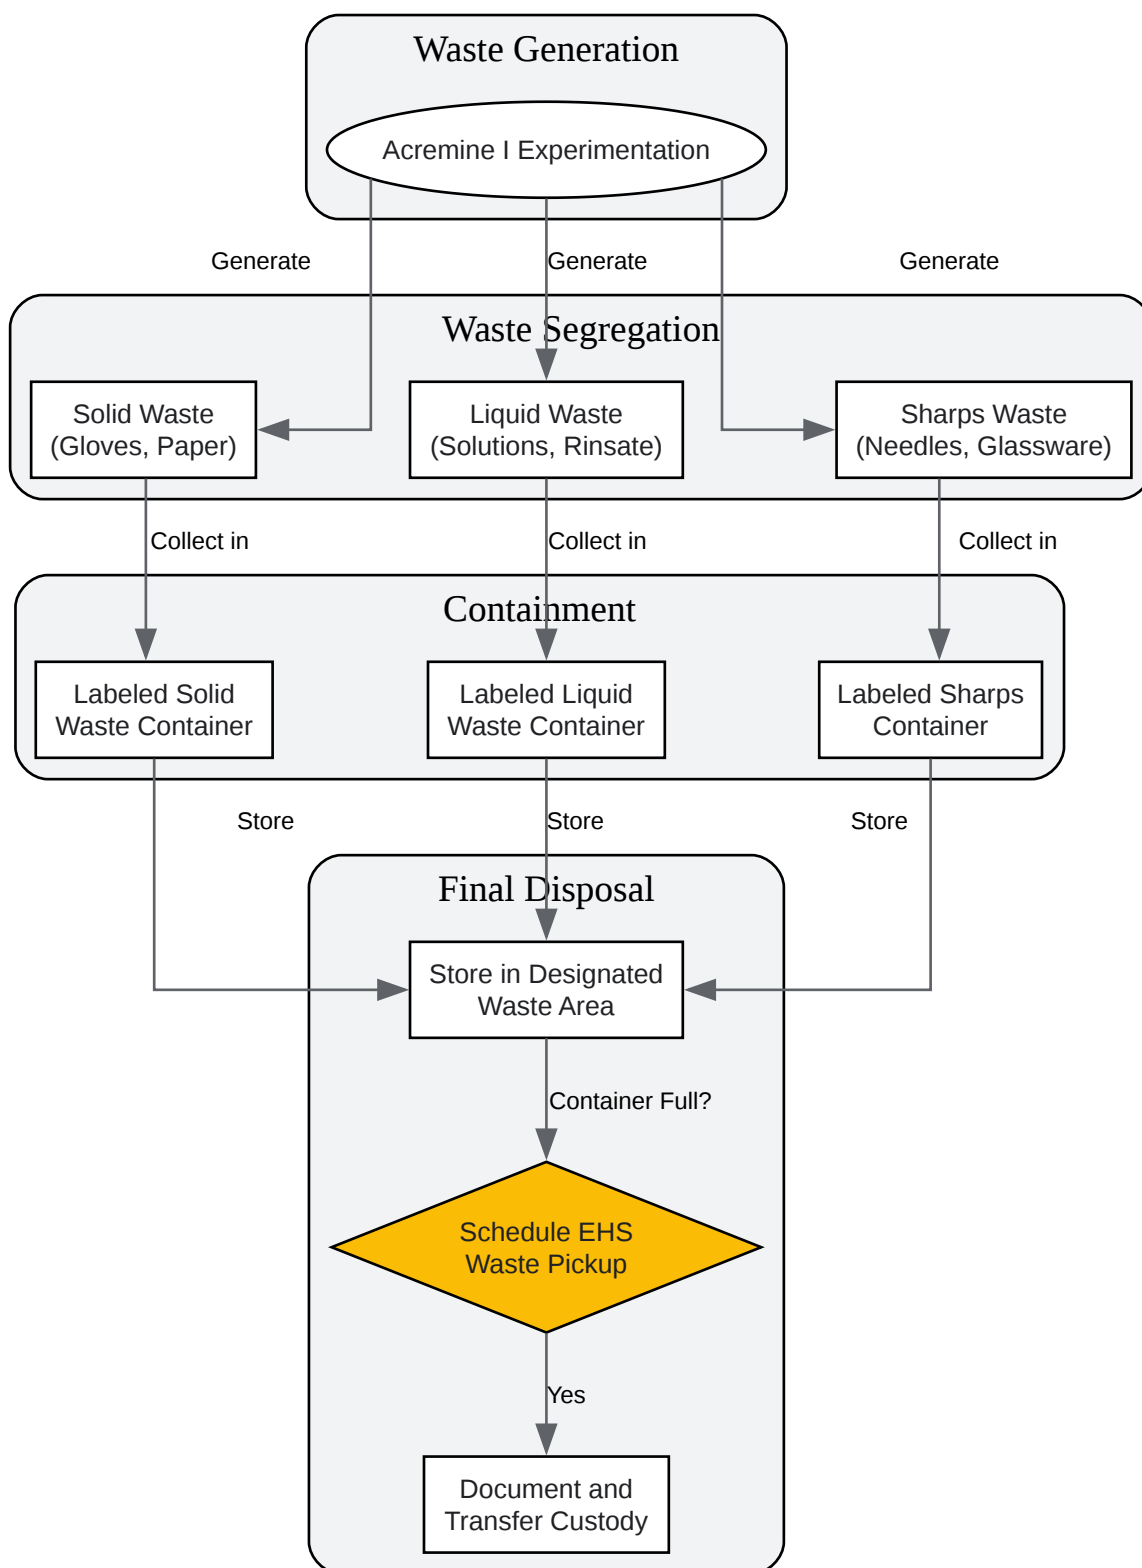 Waste Generation
Acremine I Experimentation
Generate
Generate
Generate
Waste Segregation
Solid Waste
(Gloves, Paper)
Liquid Waste
(Solutions, Rinsate)
Sharps Waste
(Needles, Glassware)
Collect in
Collect in
Collect in
Containment
Labeled Solid
Waste Container
Labeled Liquid
Waste Container
Labeled Sharps
Container
Store
Store
Store
Final Disposal
Store in Designated
Waste Area
Container Full?
Schedule EHS
Waste Pickup
Yes
Document and
Transfer Custody